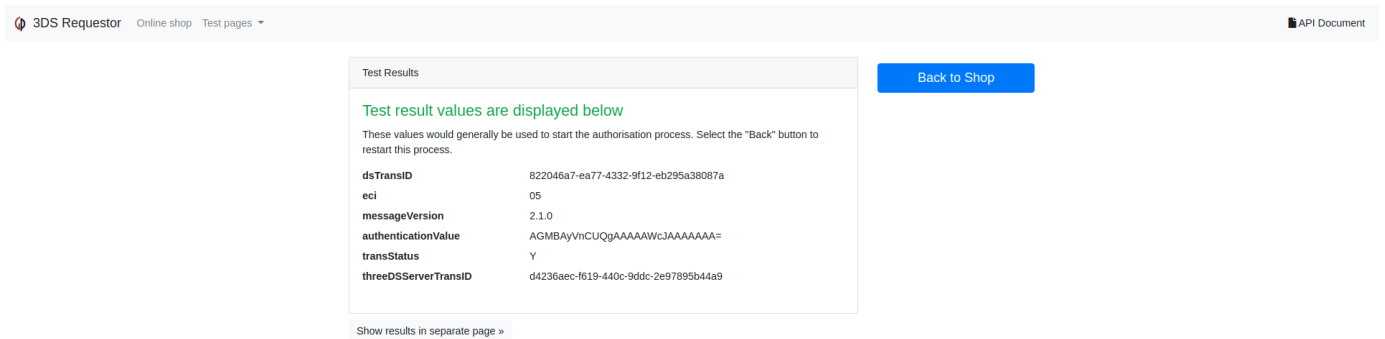 3DS Requestor Online shop Test pages API Document
Test Results
Back to Shop
Test result values are displayed below
These values would generally be used to start the authorisation process. Select the "Back" button to
restart this process.
dsTransID 822046a7-ea77-4332-9f12-eb295a38087a
eci 05
messageVersion 2.1.0
authenticationValue AGMBAyVnCUQgAAAAAWcJAAAAAAA=
transStatus Y
threeDSServerTransID d4236aec-f619-440c-9ddc-2e97895b44a9
Show results in separate page »